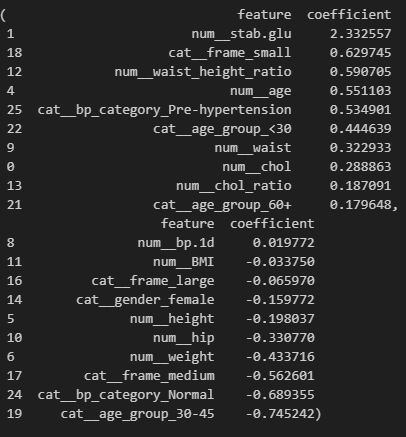 (                              feature  coefficient
1                        num__stab.glu     2.332557
18                    cat__frame_small     0.629745
12             num__waist_height_ratio     0.590705
4                             num__age     0.551103
25   cat__bp_category_Pre-hypertension     0.534901
22                  cat__age_group_<30     0.444639
9                           num__waist     0.322933
0                            num__chol     0.288863
13                     num__chol_ratio     0.187091
21                  cat__age_group_60+     0.179648,
                     feature  coefficient
8                 num__bp.1d     0.019772
11                  num__BMI    -0.033750
16          cat__frame_large    -0.065970
14        cat__gender_female    -0.159772
5                num__height    -0.198037
10                  num__hip    -0.330770
6                num__weight    -0.433716
17         cat__frame_medium    -0.562601
24   cat__bp_category_Normal    -0.689355
19      cat__age_group_30-45    -0.745242)